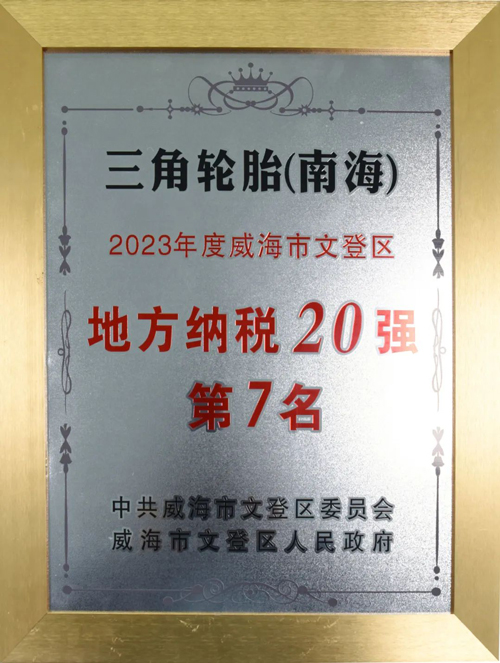 三角轮胎(南海)
2023年度威海市文登区
地方纳税20强
第7名
中共威海市文登区委员会
威海市文登区人民政府